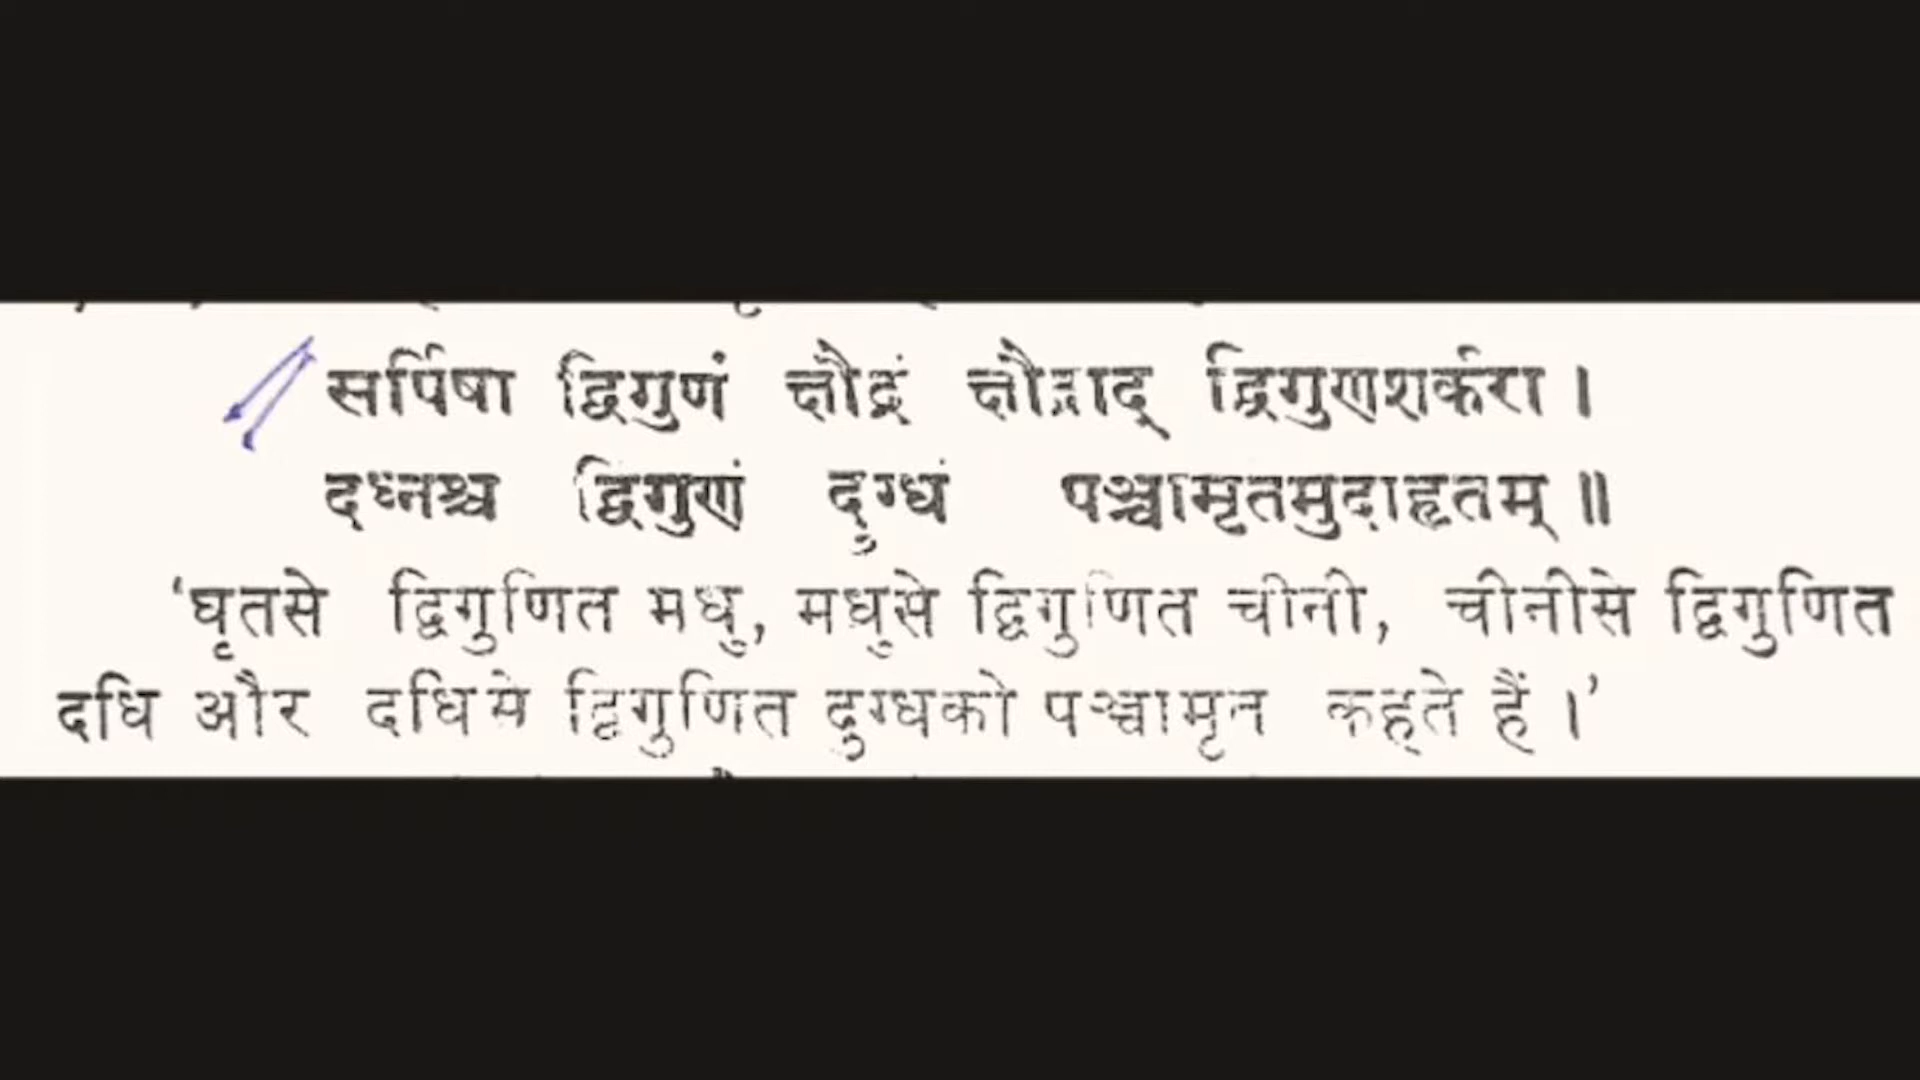 सर्पिषा द्विगुणं क्षौद्रं क्षौद्राद् द्विगुणशर्करा ।
दध्नश्च द्विगुणं दुग्धं पञ्चामृतमुदाहृतम् ॥
‘घृतसे द्विगुणित मधु, मधुसे द्विगुणित चीनी, चीनीसे द्विगुणित
दधि और दधिसे द्विगुणित दुग्धको पञ्चामृत कहते हैं ।’